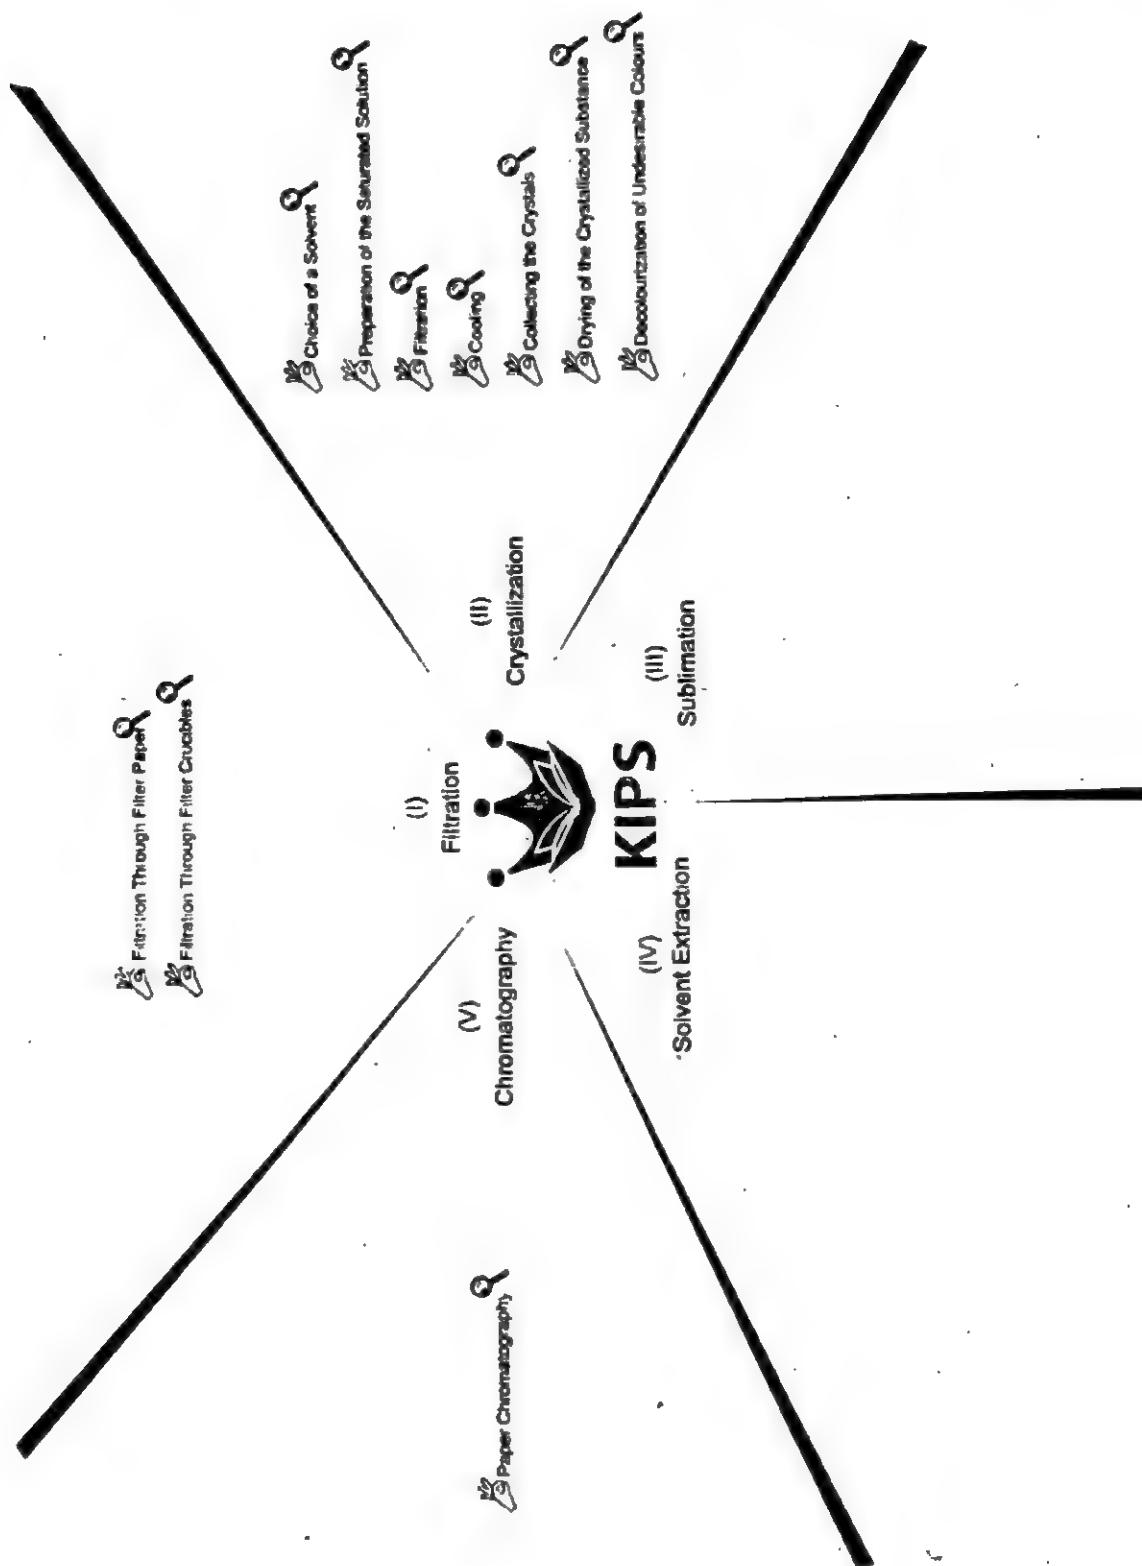 (I)
Filtration
Filtration Through Filter Paper
Filtration Through Filter Crucibles
(II)
Crystallization
Choice of a Solvent
Preparation of the Saturated Solution
Filtration
Cooling
Collecting the Crystals
Drying of the Crystallized Substance
Decolourization of Undesirable Colours
(III)
Sublimation
(IV)
Solvent Extraction
(V)
Chromatography
Paper Chromatography
KIPS